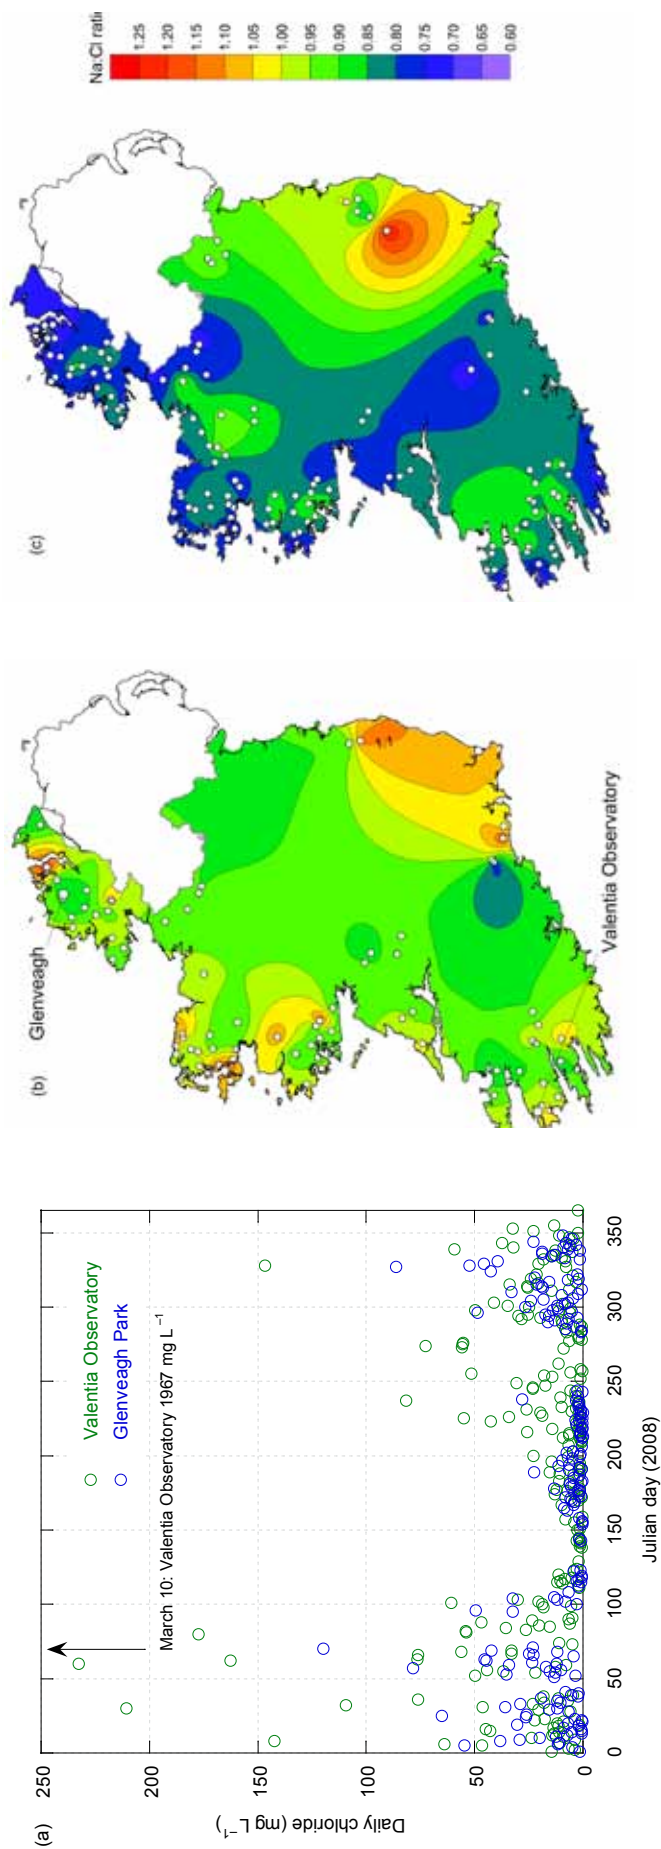 (a)
250
200
150
100
50
0
Daily chloride (mg L⁻¹)
Valentia Observatory
Glenveagh Park
March 10: Valentia Observatory 1967 mg L⁻¹
0
50
100
150
200
250
300
350
Julian day (2008)
(b)
Glenveagh
Valentia Observatory
(c)
Na:Cl rati
1.25
1.20
1.15
1.10
1.05
1.00
0.95
0.90
0.85
0.80
0.75
0.70
0.65
0.60